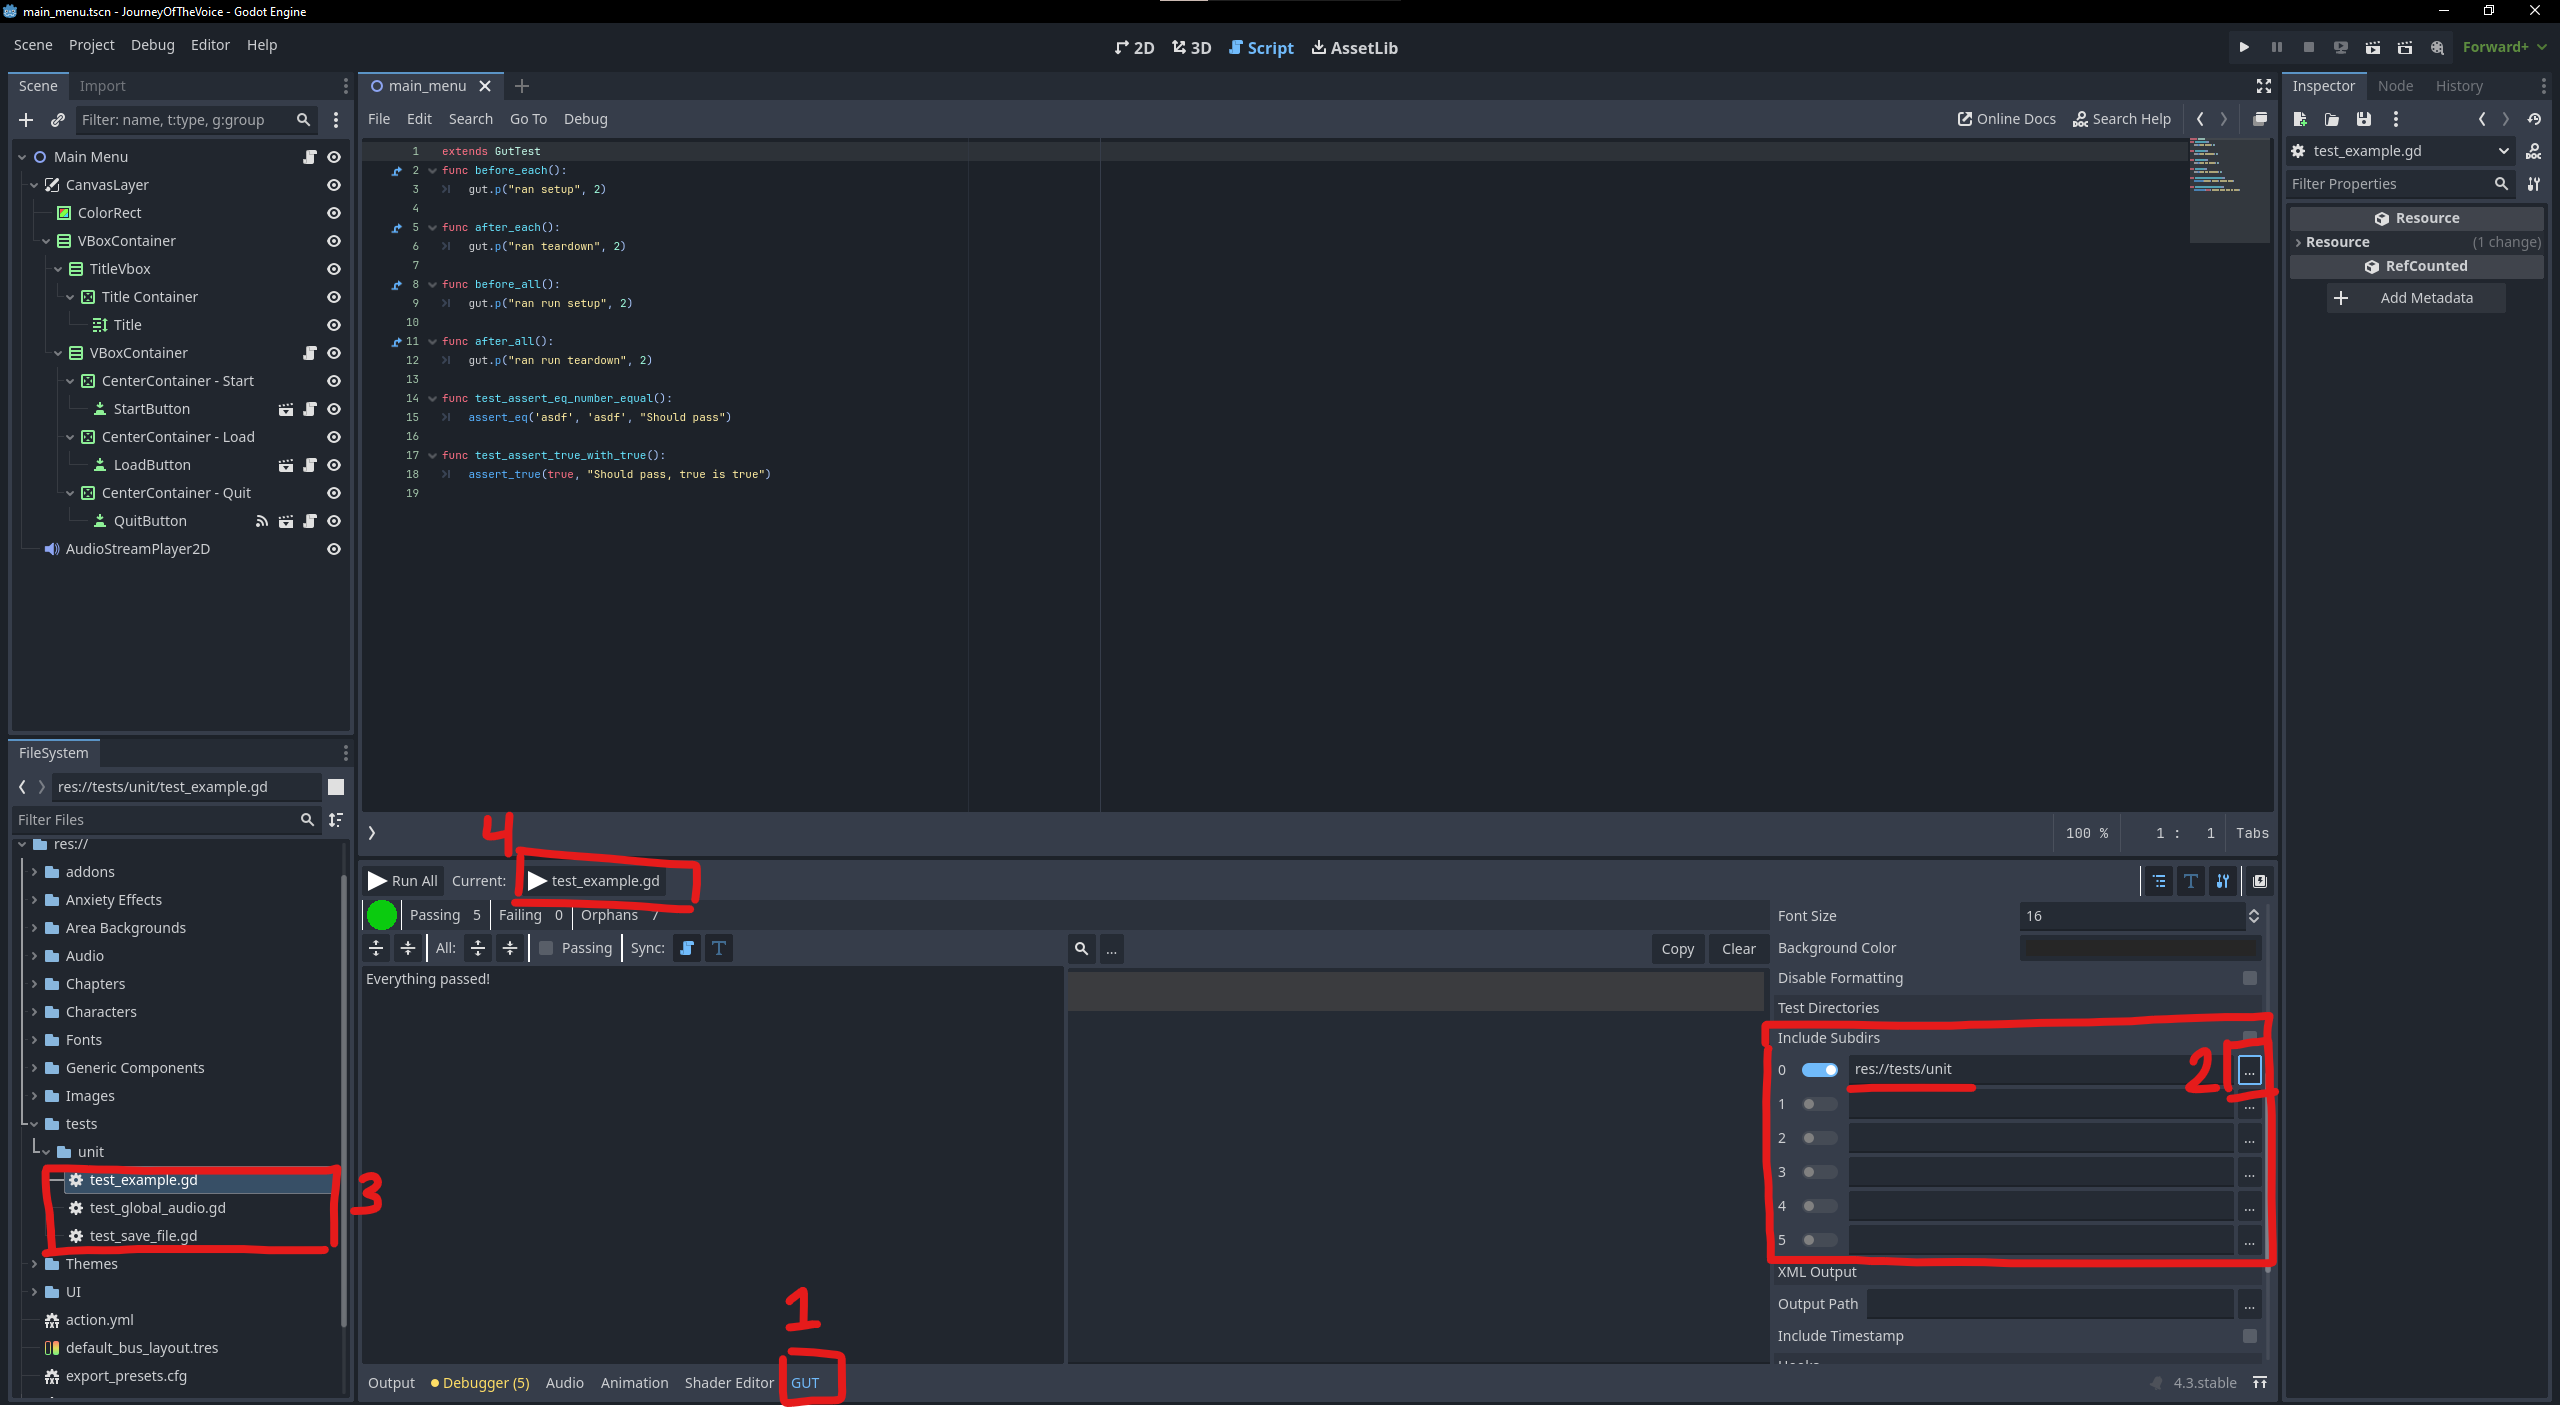 main_menu.tscn - JourneyOfTheVoice - Godot Engine
Scene Project Debug Editor Help
2D 3D Script AssetLib
Forward+
Scene Import
Filter: name, t:type, g:group
Main Menu
CanvasLayer
ColorRect
VBoxContainer
TitleVbox
Title Container
Title
VBoxContainer
CenterContainer - Start
StartButton
CenterContainer - Load
LoadButton
CenterContainer - Quit
QuitButton
AudioStreamPlayer2D
FileSystem
res://tests/unit/test_example.gd
Filter Files
res://
addons
Anxiety Effects
Area Backgrounds
Audio
Chapters
Characters
Fonts
Generic Components
Images
tests
unit
test_example.gd
test_global_audio.gd
test_save_file.gd
3
Themes
UI
action.yml
default_bus_layout.tres
export_presets.cfg
main_menu
File Edit Search Go To Debug
Online Docs Search Help
1 extends GutTest
2 func before_each():
3 gut.p("ran setup", 2)
4
5 func after_each():
6 gut.p("ran teardown", 2)
7
8 func before_all():
9 gut.p("ran run setup", 2)
10
11 func after_all():
12 gut.p("ran run teardown", 2)
13
14 func test_assert_eq_number_equal():
15 assert_eq('asdf', 'asdf', "Should pass")
16
17 func test_assert_true_with_true():
18 assert_true(true, "Should pass, true is true")
19
100 % 1 : 1 Tabs
4
Run All Current: test_example.gd
Passing 5 Failing 0 Orphans 7
All: Passing Sync: T
... Copy Clear
Everything passed!
T
Font Size 16
Background Color
Disable Formatting
Test Directories
Include Subdirs
0 res://tests/unit 2 ...
1 ...
2 ...
3 ...
4 ...
5 ...
XML Output
Output Path ...
Include Timestamp
1
Output Debugger (5) Audio Animation Shader Editor GUT
4.3.stable
Inspector Node History
test_example.gd
Filter Properties
Resource
Resource (1 change)
RefCounted
Add Metadata